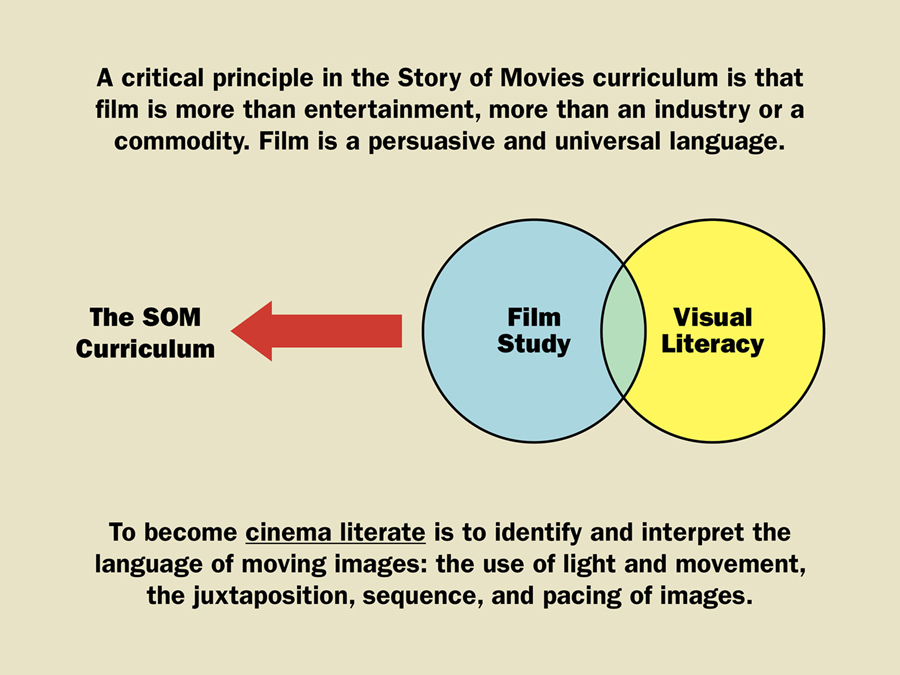 A critical principle in the Story of Movies curriculum is that
film is more than entertainment, more than an industry or a
commodity. Film is a persuasive and universal language.
The SOM
Curriculum
Film
Study
Visual
Literacy
To become cinema literate is to identify and interpret the
language of moving images: the use of light and movement,
the juxtaposition, sequence, and pacing of images.